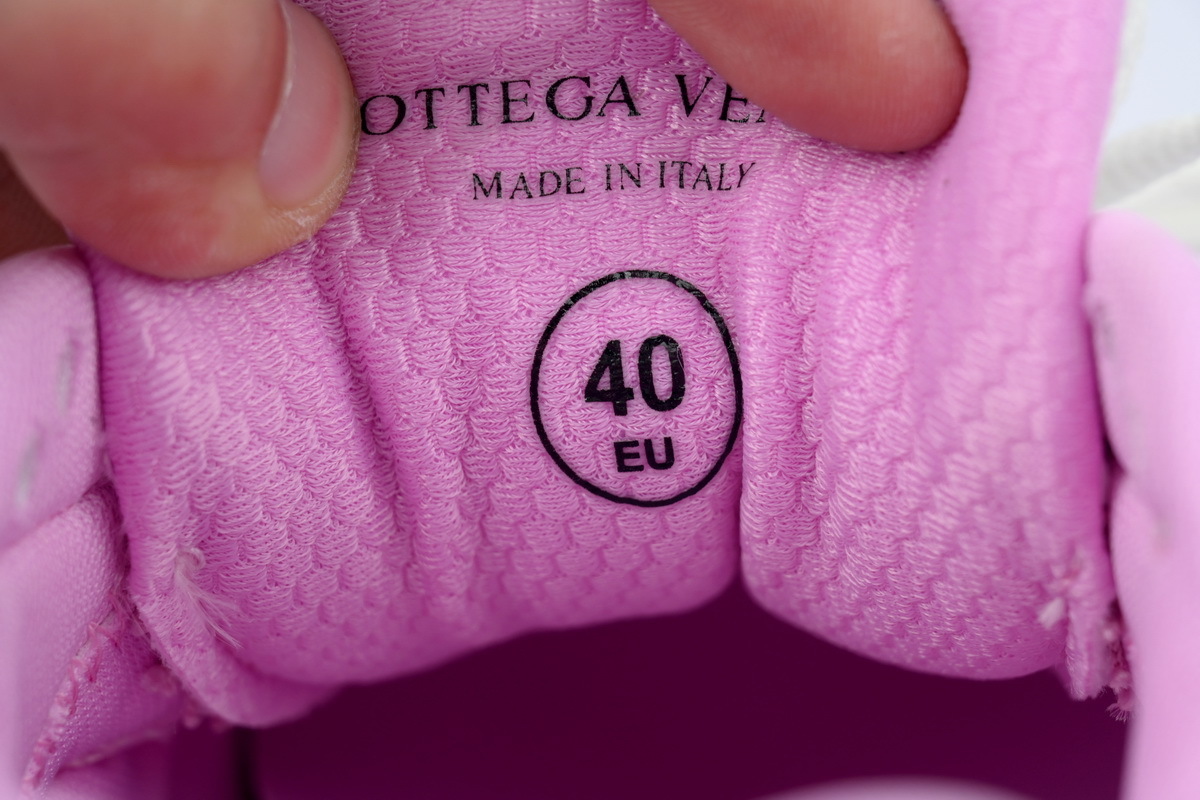 OTTEGA VE
MADE IN ITALY
40
EU